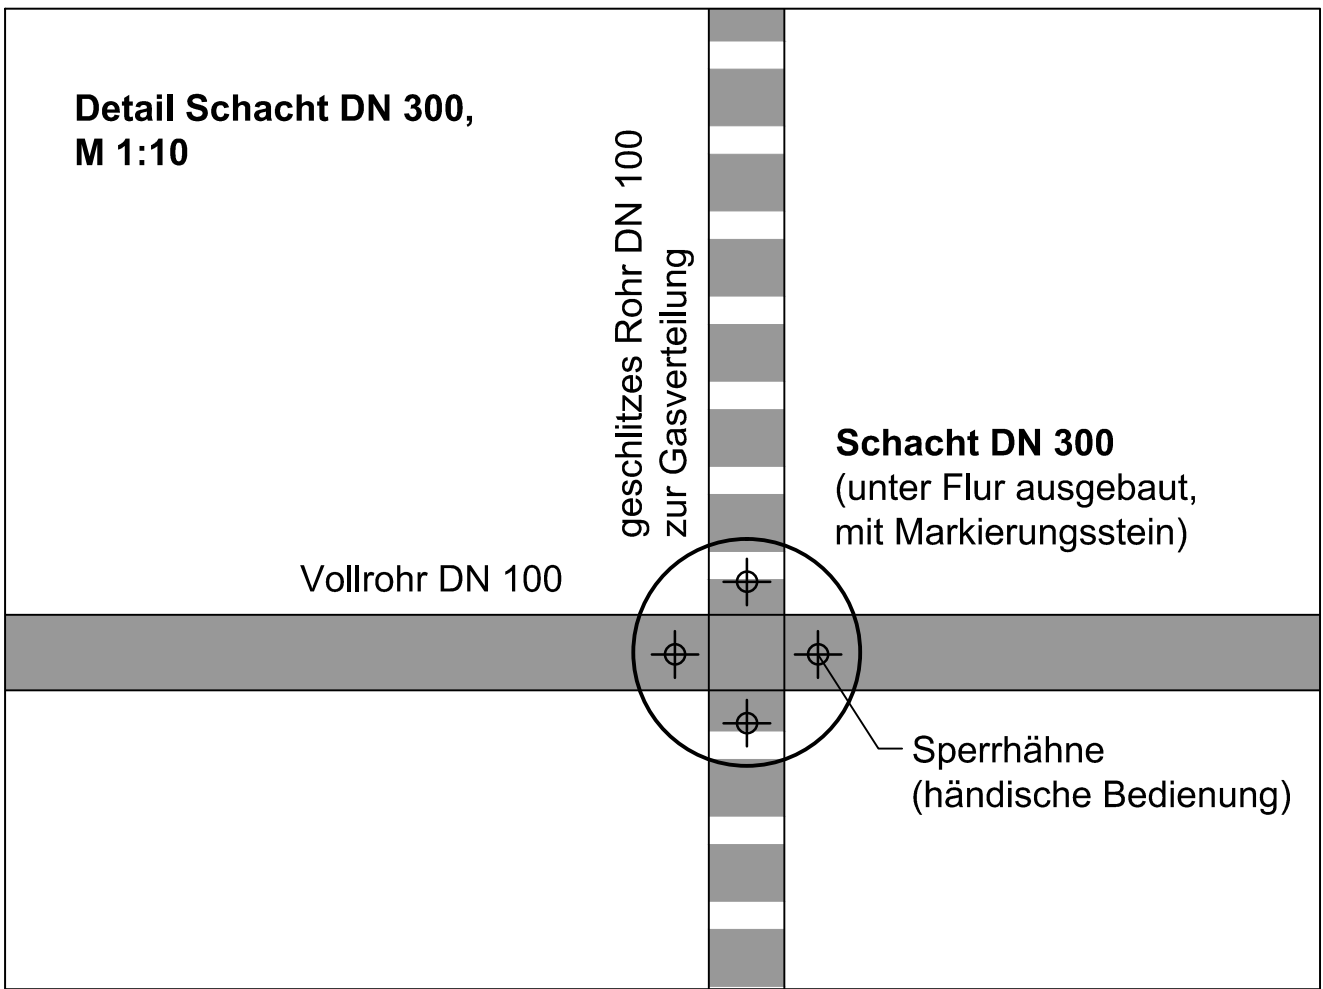 Detail Schacht DN 300,
M 1:10
geschlitzes Rohr DN 100
zur Gasverteilung
Schacht DN 300
(unter Flur ausgebaut,
mit Markierungsstein)
Vollrohr DN 100
Sperrhähne
(händische Bedienung)